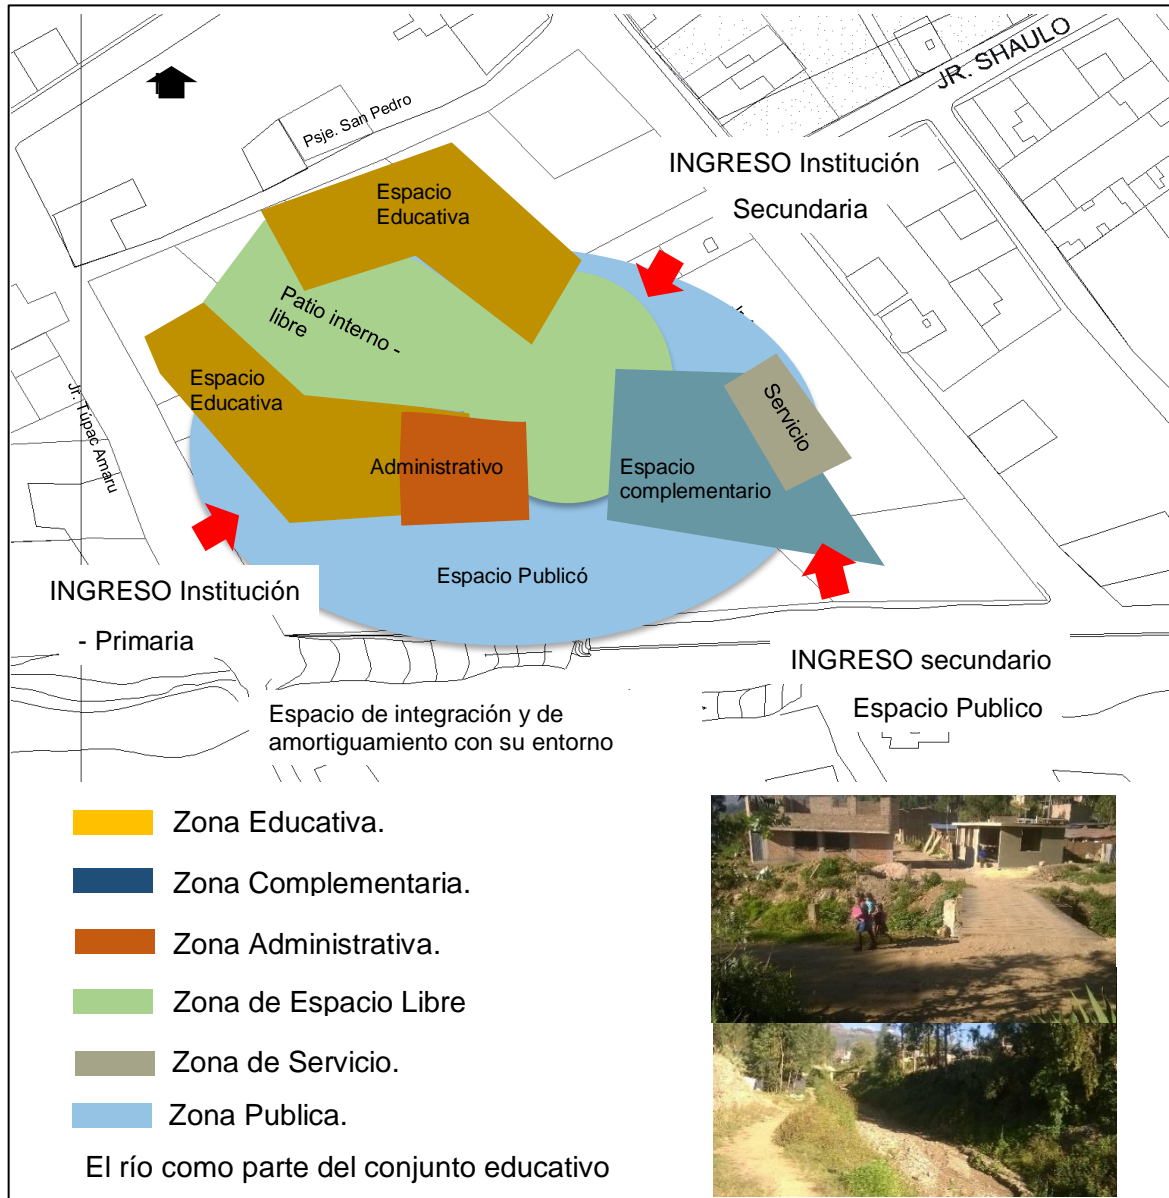 JR. SHAULO
Psje. San Pedro
INGRESO Institución
Secundaria
Espacio
Educativa
Patio interno -
libre
Espacio
Educativa
Jr. Túpac Amaru
Servicio
Administrativo
Espacio
complementario
Espacio Publicó
INGRESO Institución
- Primaria
INGRESO secundario
Espacio Publico
Espacio de integración y de
amortiguamiento con su entorno
Zona Educativa.
Zona Complementaria.
Zona Administrativa.
Zona de Espacio Libre
Zona de Servicio.
Zona Publica.
El río como parte del conjunto educativo